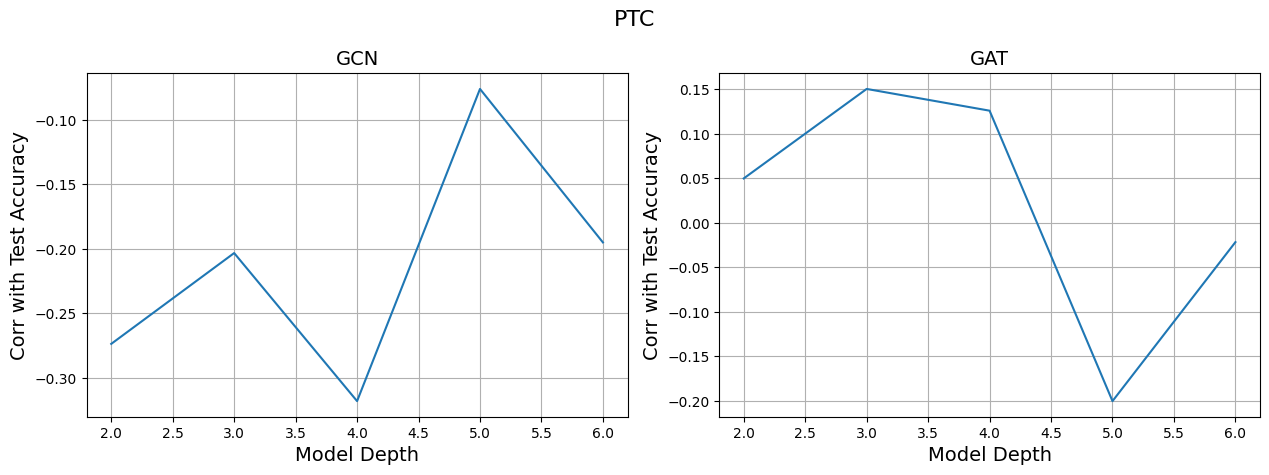 PTC
GCN
Corr with Test Accuracy
−0.10
−0.15
−0.20
−0.25
−0.30
2.0 2.5 3.0 3.5 4.0 4.5 5.0 5.5 6.0
Model Depth
GAT
Corr with Test Accuracy
0.15
0.10
0.05
0.00
−0.05
−0.10
−0.15
−0.20
2.0 2.5 3.0 3.5 4.0 4.5 5.0 5.5 6.0
Model Depth